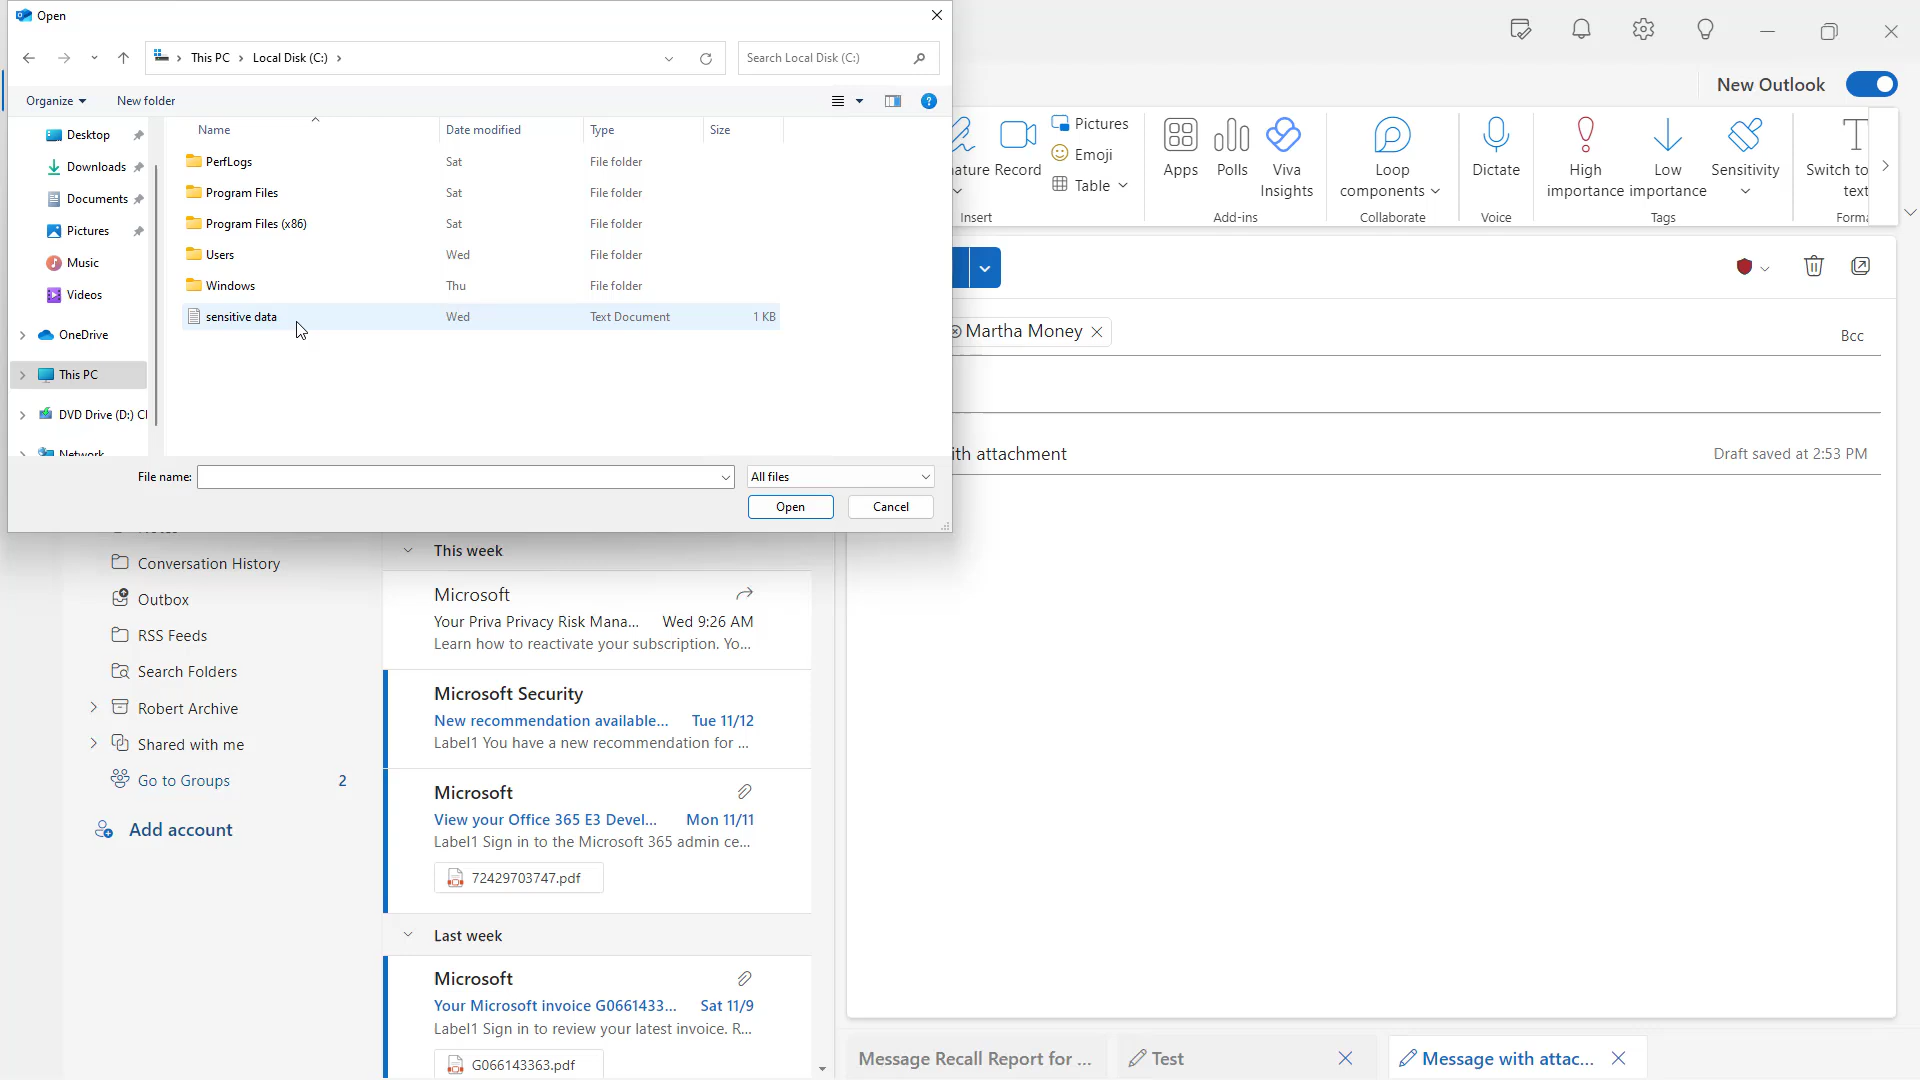 Open
This PC > Local Disk (C:) >
Search Local Disk (C:)
Organize
New folder
Name
Date modified
Type
Size
Desktop
Downloads
Documents
Pictures
Music
Videos
OneDrive
This PC
DVD Drive (D:) C
Network
PerfLogs Sat File folder
Program Files Sat File folder
Program Files (x86) Sat File folder
Users Wed File folder
Windows Thu File folder
sensitive data Wed Text Document 1 KB
File name:
All files
Open
Cancel
New Outlook
ature
Record
Pictures
Emoji
Table
Insert
Apps
Polls
Viva
Insights
Add-ins
Loop
components
Collaborate
Dictate
Voice
High
importance
Low
importance
Sensitivity
Tags
Switch to
text
Forma
Martha Money
Bcc
ith attachment
Draft saved at 2:53 PM
Conversation History
Outbox
RSS Feeds
Search Folders
Robert Archive
Shared with me
Go to Groups 2
Add account
This week
Microsoft
Your Priva Privacy Risk Mana... Wed 9:26 AM
Learn how to reactivate your subscription. Yo...
Microsoft Security
New recommendation available... Tue 11/12
Label1 You have a new recommendation for ...
Microsoft
View your Office 365 E3 Devel... Mon 11/11
Label1 Sign in to the Microsoft 365 admin ce...
72429703747.pdf
Last week
Microsoft
Your Microsoft invoice G0661433... Sat 11/9
Label1 Sign in to review your latest invoice. R...
G066143363.pdf
Message Recall Report for ...
Test
Message with attac...